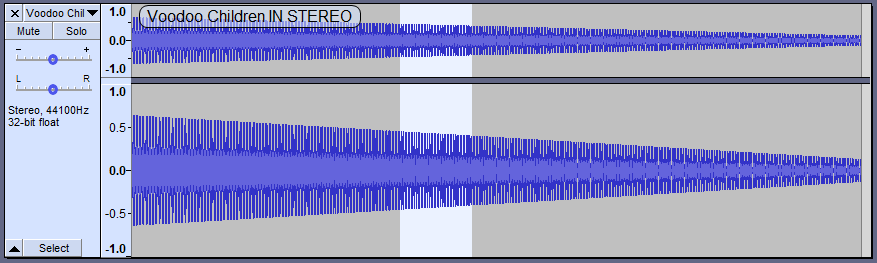 Voodoo Chil
Voodoo Children IN STEREO
Mute Solo
- +
L R
Stereo, 44100Hz
32-bit float
Select
1.0
0.0
-1.0
1.0
0.5
0.0
-0.5
-1.0